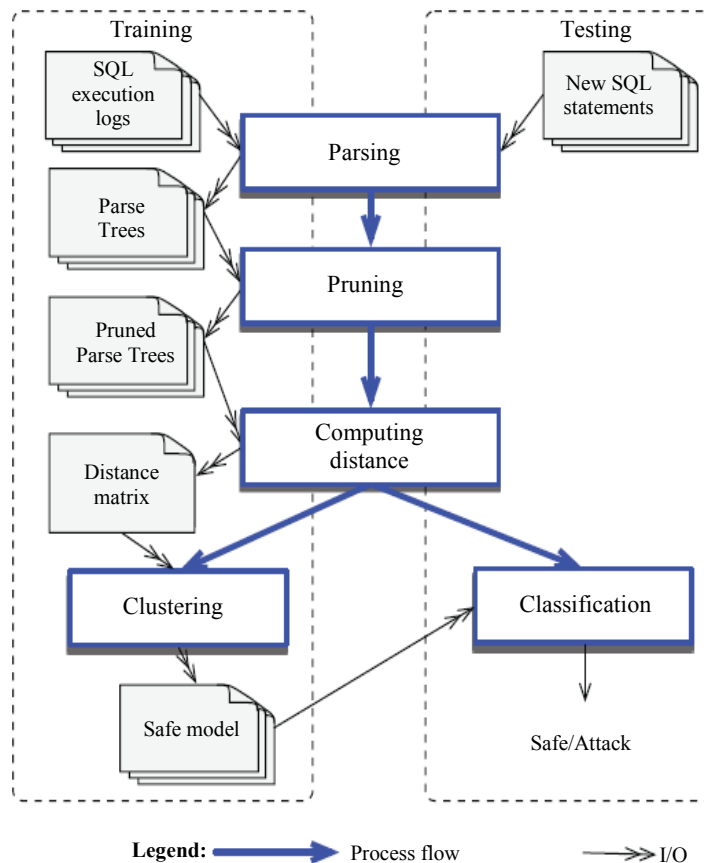 Training
Testing
SQL
execution
logs
New SQL
statements
Parsing
Parse
Trees
Pruning
Pruned
Parse Trees
Computing
distance
Distance
matrix
Clustering
Classification
Safe model
Safe/Attack
Legend: Process flow I/O